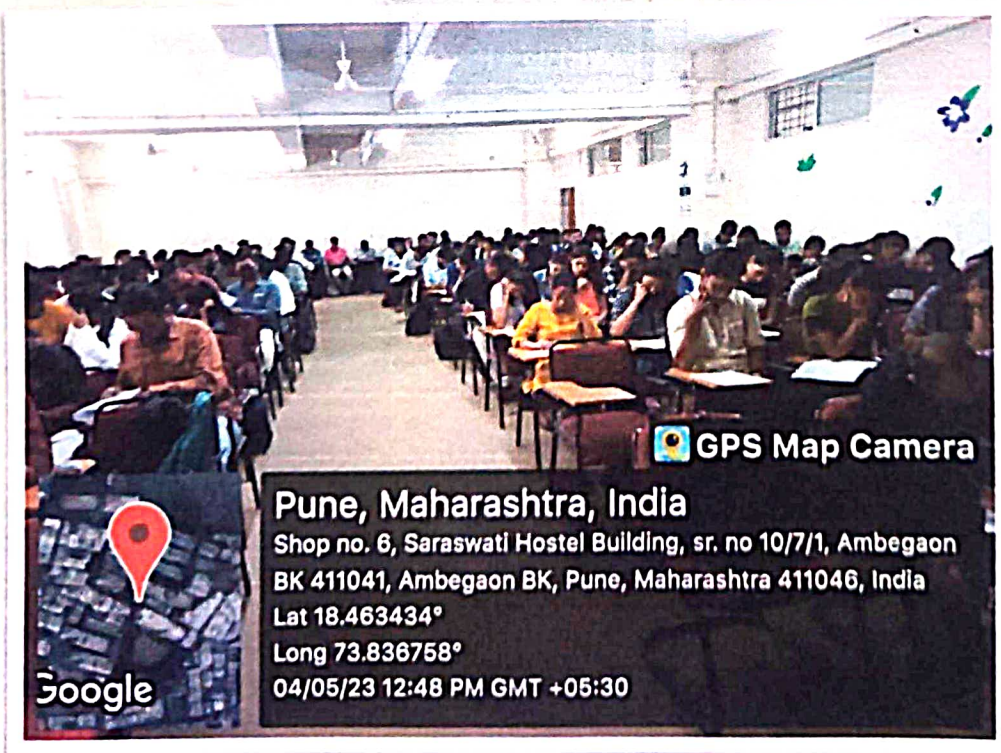 GPS Map Camera
Pune, Maharashtra, India
Shop no. 6, Saraswati Hostel Building, sr. no 10/7/1, Ambegaon
BK 411041, Ambegaon BK, Pune, Maharashtra 411046, India
Lat 18.463434°
Long 73.836758°
04/05/23 12:48 PM GMT +05:30
Google